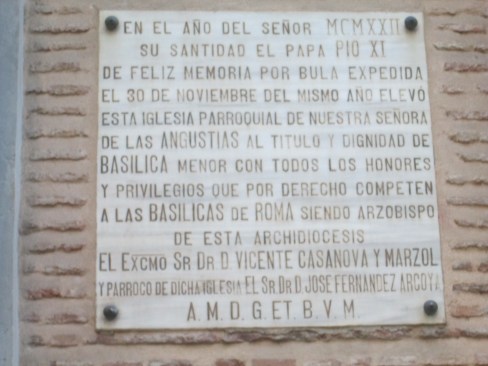 EN EL AÑO DEL SEÑOR MCMXXII
SU SANTIDAD EL PAPA PIO XI
DE FELIZ MEMORIA POR BULA EXPEDIDA
EL 30 DE NOVIEMBRE DEL MISMO AÑO ELEVÓ
ESTA IGLESIA PARROQUIAL DE NUESTRA SEÑORA
DE LAS ANGUSTIAS AL TITULO Y DIGNIDAD DE
BASILICA MENOR CON TODOS LOS HONORES
Y PRIVILEGIOS QUE POR DERECHO COMPETEN
A LAS BASILICAS DE ROMA SIENDO ARZOBISPO
DE ESTA ARCHIDIOCESIS
EL EXCMO SR DR D VICENTE CASANOVA Y MARZOL
Y PARROCO DE DICHA IGLESIA EL SR DR D JOSE FERNANDEZ ARCOYA
A. M. D. G. ET B. V. M.